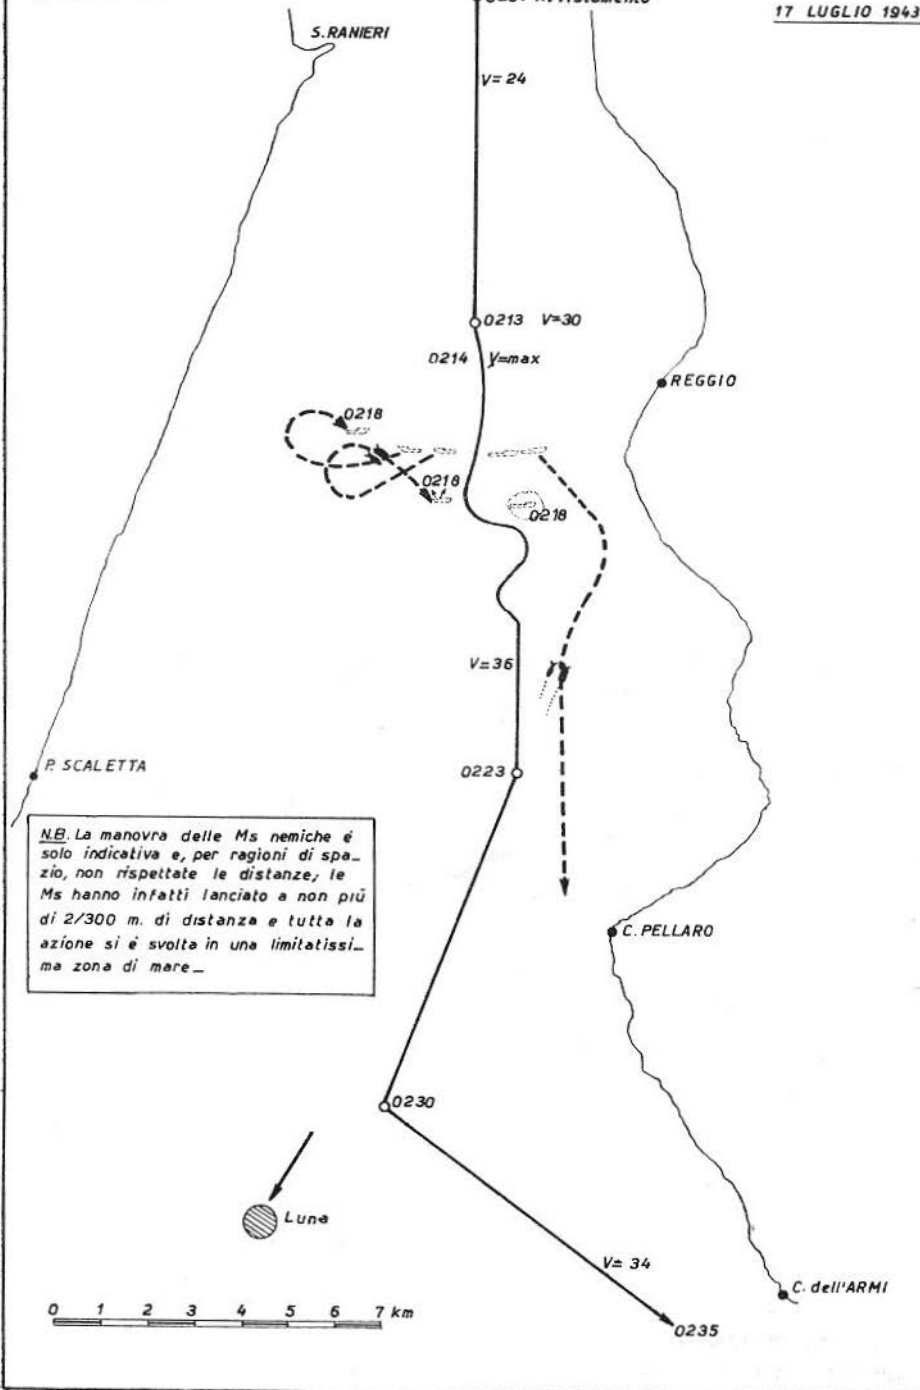 17 LUGLIO 1943
S. RANIERI
V=24
0213 V=30
0214 V=max
REGGIO
0218
0218
0218
V=36
P. SCALETTA
0223
N.B. La manovra delle Ms nemiche é
solo indicativa e, per ragioni di spa_
zio, non rispettate le distanze; le
Ms hanno infatti lanciato a non più
di 2/300 m. di distanza e tutta la
azione si é svolta in una limitatissi_
ma zona di mare_
C. PELLARO
0230
Luna
V= 34
C. dell'ARMI
0 1 2 3 4 5 6 7 km
0235